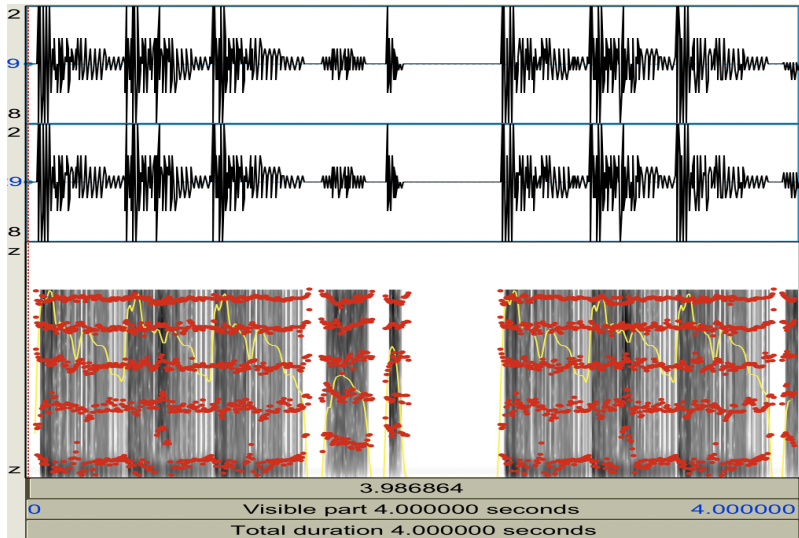 2
9
8
2
9
8
z
z
3.986864
0 Visible part 4.000000 seconds 4.000000
Total duration 4.000000 seconds